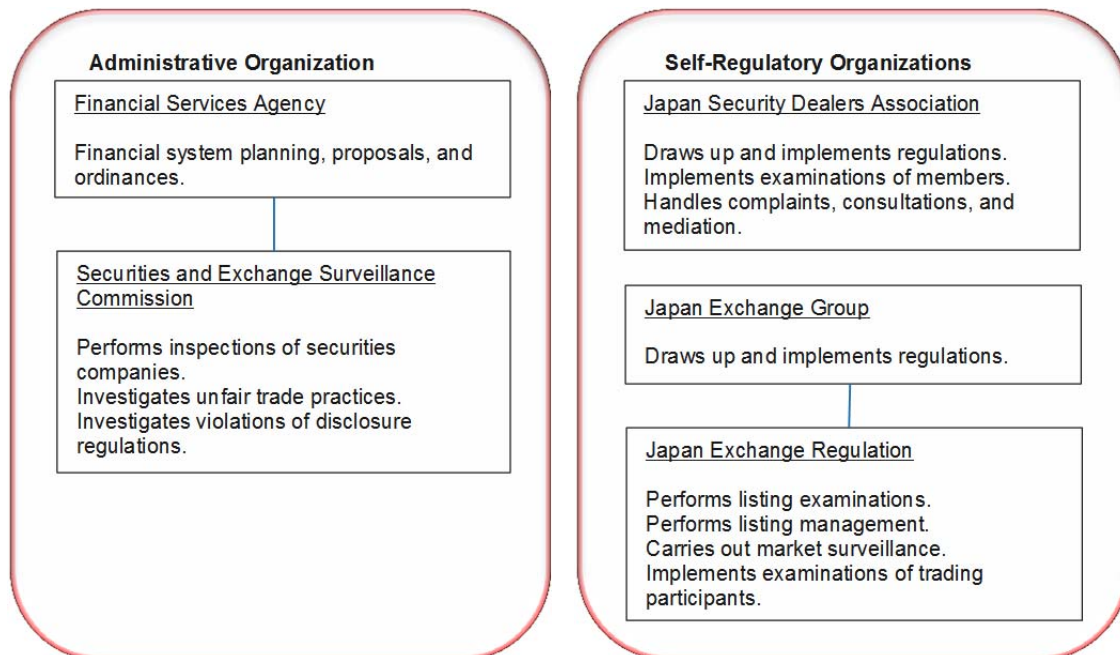 Administrative Organization
Financial Services Agency
Financial system planning, proposals, and
ordinances.
Securities and Exchange Surveillance
Commission
Performs inspections of securities
companies.
Investigates unfair trade practices.
Investigates violations of disclosure
regulations.
Self-Regulatory Organizations
Japan Security Dealers Association
Draws up and implements regulations.
Implements examinations of members.
Handles complaints, consultations, and
mediation.
Japan Exchange Group
Draws up and implements regulations.
Japan Exchange Regulation
Performs listing examinations.
Performs listing management.
Carries out market surveillance.
Implements examinations of trading
participants.